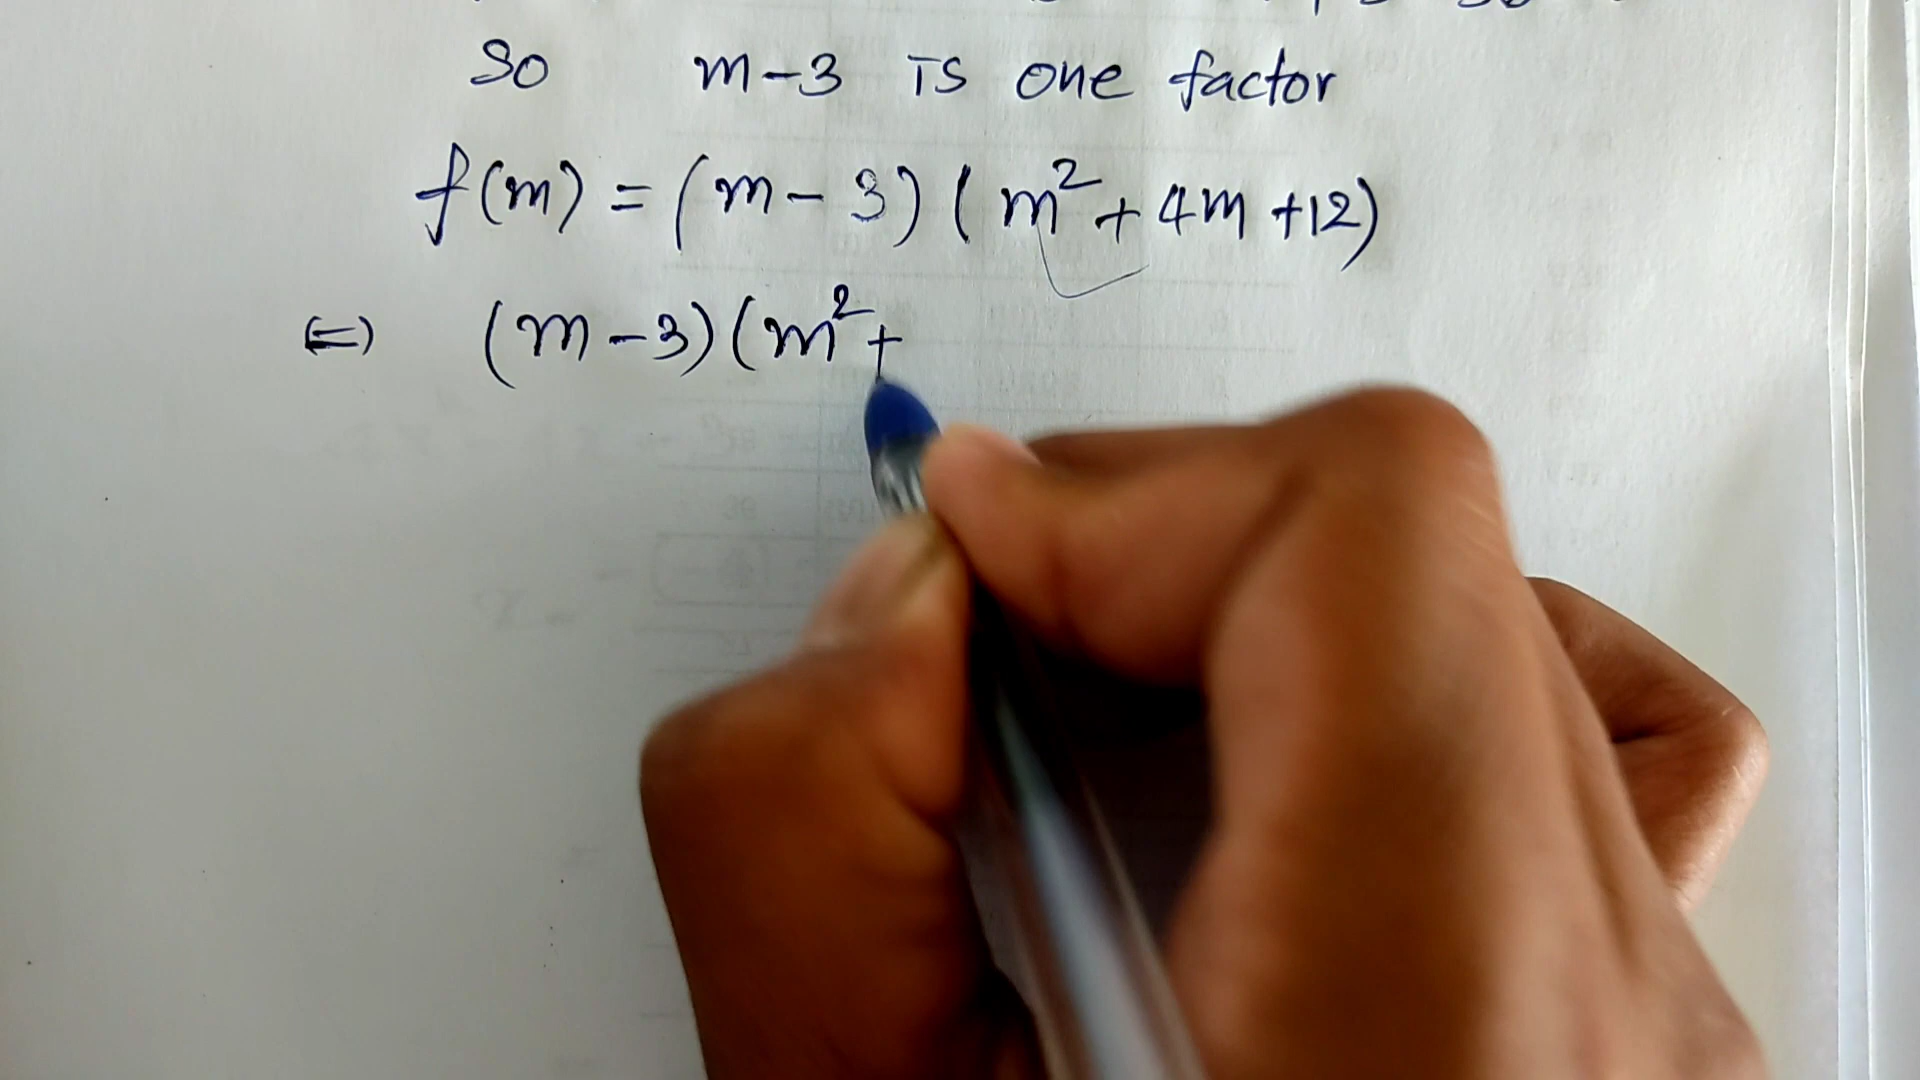 So m-3 is one factor
f(m) = (m-3)(m²+4m+12)
⇔ (m-3)(m²+